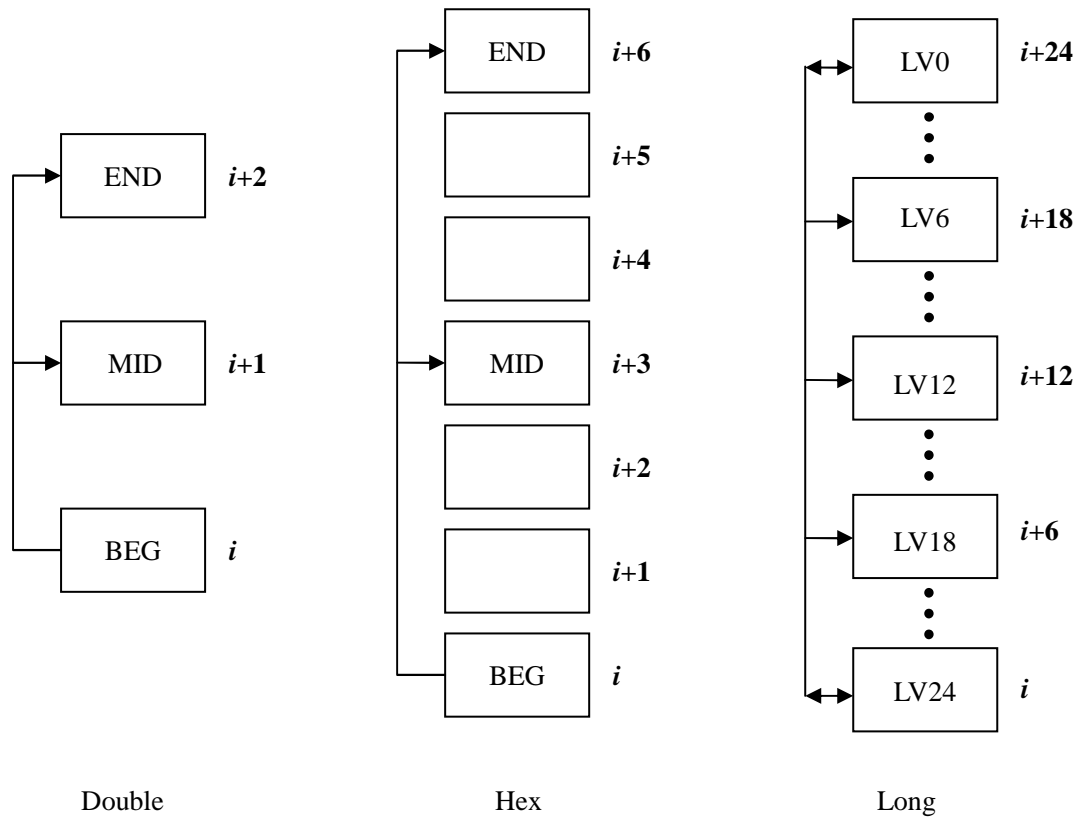 END i+2
MID i+1
BEG i
Double
END i+6
i+5
i+4
MID i+3
i+2
i+1
BEG i
Hex
LV0 i+24
LV6 i+18
LV12 i+12
LV18 i+6
LV24 i
Long